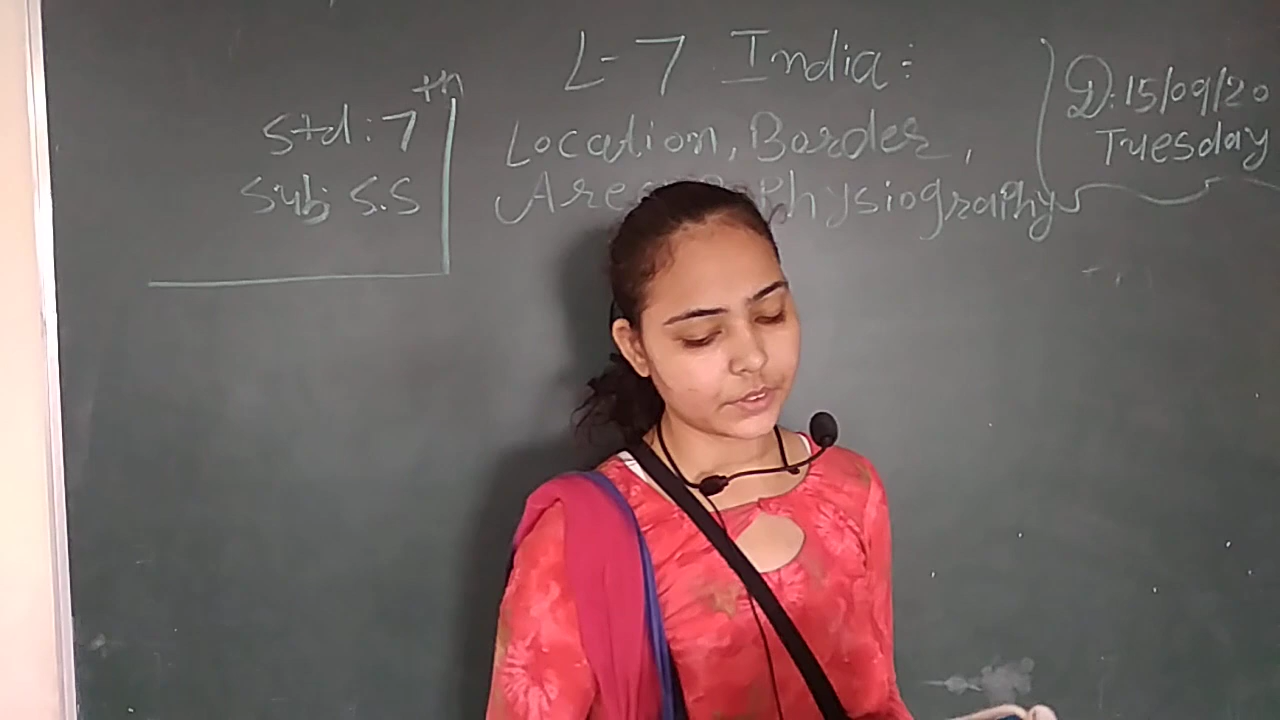 Std: 7th
Sub: S.S
L-7 India:
Location, Border,
Physiography
D: 15/09/20
Tuesday